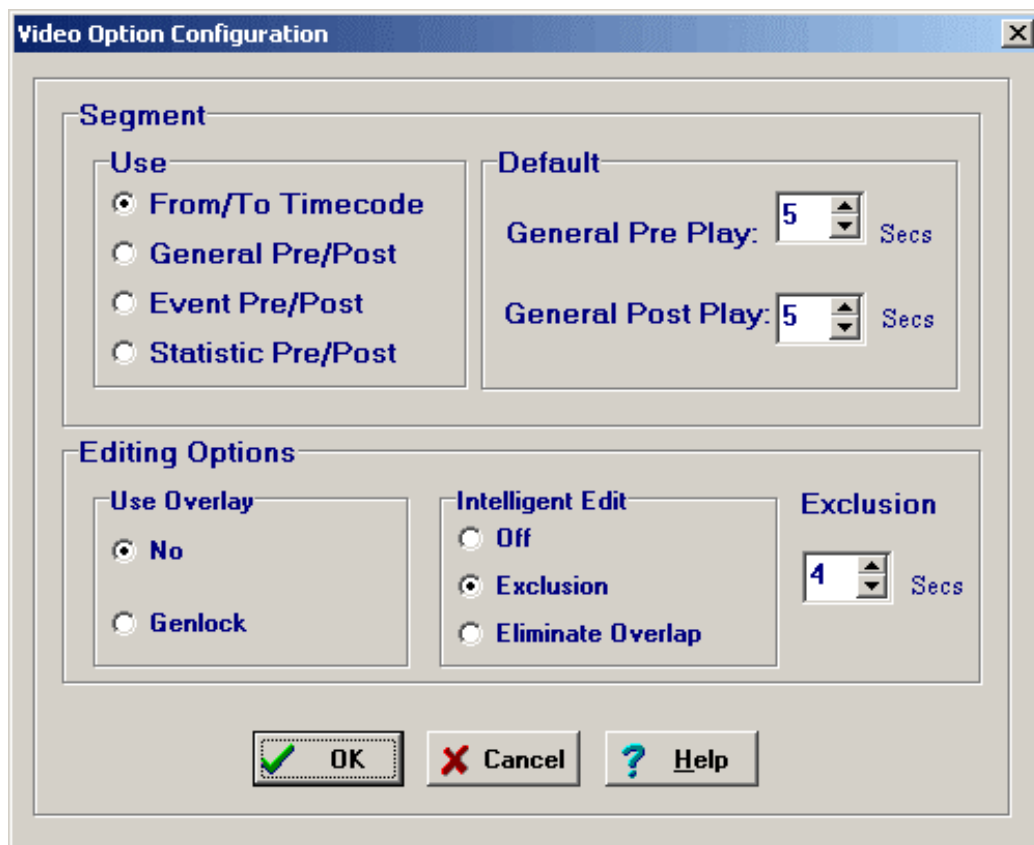 Video Option Configuration
Segment
Use
From/To Timecode
General Pre/Post
Event Pre/Post
Statistic Pre/Post
Default
General Pre Play: 5 Secs
General Post Play: 5 Secs
Editing Options
Use Overlay
No
Genlock
Intelligent Edit
Off
Exclusion
Eliminate Overlap
Exclusion
4 Secs
OK
Cancel
? Help